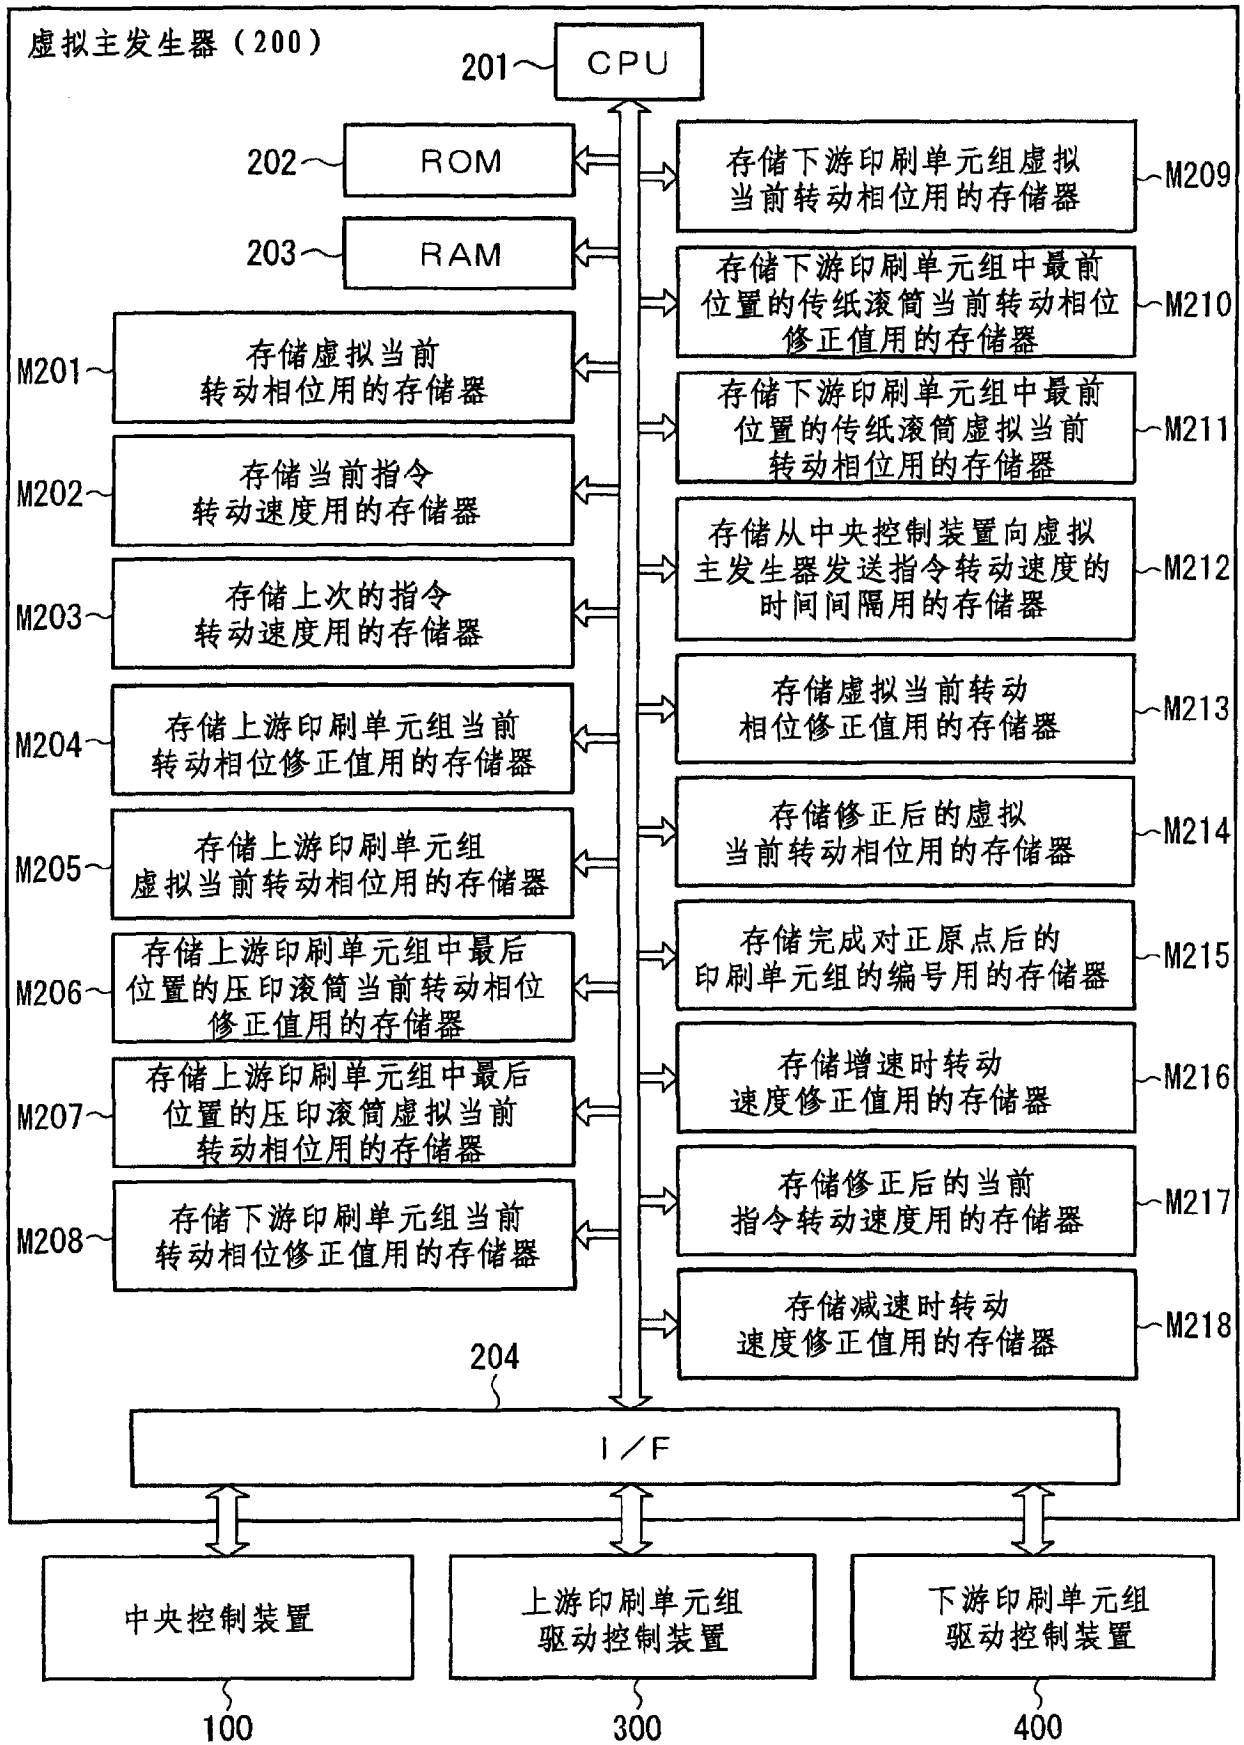 虚拟主发生器(200)
201
CPU
202
ROM
203
RAM
M201
存储虚拟当前
转动相位用的存储器
M202
存储当前指令
转动速度用的存储器
M203
存储上次的指令
转动速度用的存储器
M204
存储上游印刷单元组当前
转动相位修正值用的存储器
M205
存储上游印刷单元组
虚拟当前转动相位用的存储器
M206
存储上游印刷单元组中最后
位置的压印滚筒当前转动相位
修正值用的存储器
M207
存储上游印刷单元组中最后
位置的压印滚筒虚拟当前
转动相位用的存储器
M208
存储下游印刷单元组当前
转动相位修正值用的存储器
存储下游印刷单元组虚拟
当前转动相位用的存储器
M209
存储下游印刷单元组中最前
位置的传纸滚筒当前转动相位
修正值用的存储器
M210
存储下游印刷单元组中最前
位置的传纸滚筒虚拟当前
转动相位用的存储器
M211
存储从中央控制装置向虚拟
主发生器发送指令转动速度的
时间间隔用的存储器
M212
存储虚拟当前转动
相位修正值用的存储器
M213
存储修正后的虚拟
当前转动相位用的存储器
M214
存储完成对正原点后的
印刷单元组的编号用的存储器
M215
存储增速时转动
速度修正值用的存储器
M216
存储修正后的当前
指令转动速度用的存储器
M217
存储减速时转动
速度修正值用的存储器
M218
204
I/F
中央控制装置
100
上游印刷单元组
驱动控制装置
300
下游印刷单元组
驱动控制装置
400